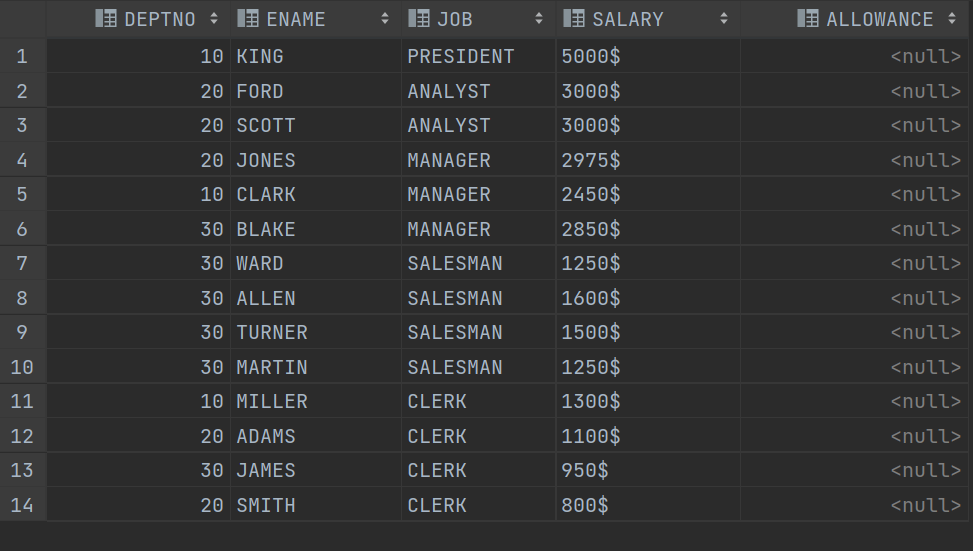 DEPTNO ENAME JOB SALARY ALLOWANCE
1 10 KING PRESIDENT 5000$ <null>
2 20 FORD ANALYST 3000$ <null>
3 20 SCOTT ANALYST 3000$ <null>
4 20 JONES MANAGER 2975$ <null>
5 10 CLARK MANAGER 2450$ <null>
6 30 BLAKE MANAGER 2850$ <null>
7 30 WARD SALESMAN 1250$ <null>
8 30 ALLEN SALESMAN 1600$ <null>
9 30 TURNER SALESMAN 1500$ <null>
10 30 MARTIN SALESMAN 1250$ <null>
11 10 MILLER CLERK 1300$ <null>
12 20 ADAMS CLERK 1100$ <null>
13 30 JAMES CLERK 950$ <null>
14 20 SMITH CLERK 800$ <null>